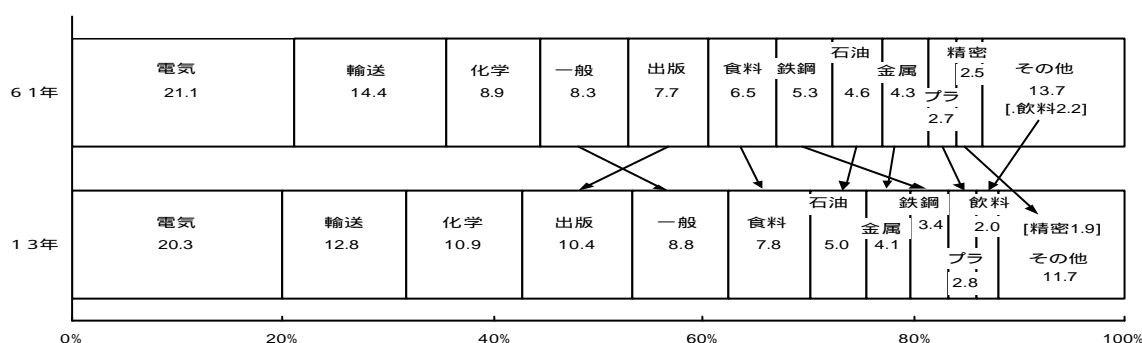 電気 輸送 化学 一般 出版 食料 鉄鋼 石油 金属 プラ 精密 その他
61年 21.1 14.4 8.9 8.3 7.7 6.5 5.3 4.6 4.3 2.7 2.5 13.7
[.飲料2.2]
電気 輸送 化学 出版 一般 食料 石油 金属 鉄鋼 プラ 飲料 [精密1.9]
その他
13年 20.3 12.8 10.9 10.4 8.8 7.8 5.0 4.1 3.4 2.8 2.0 11.7
0% 20% 40% 60% 80% 100%